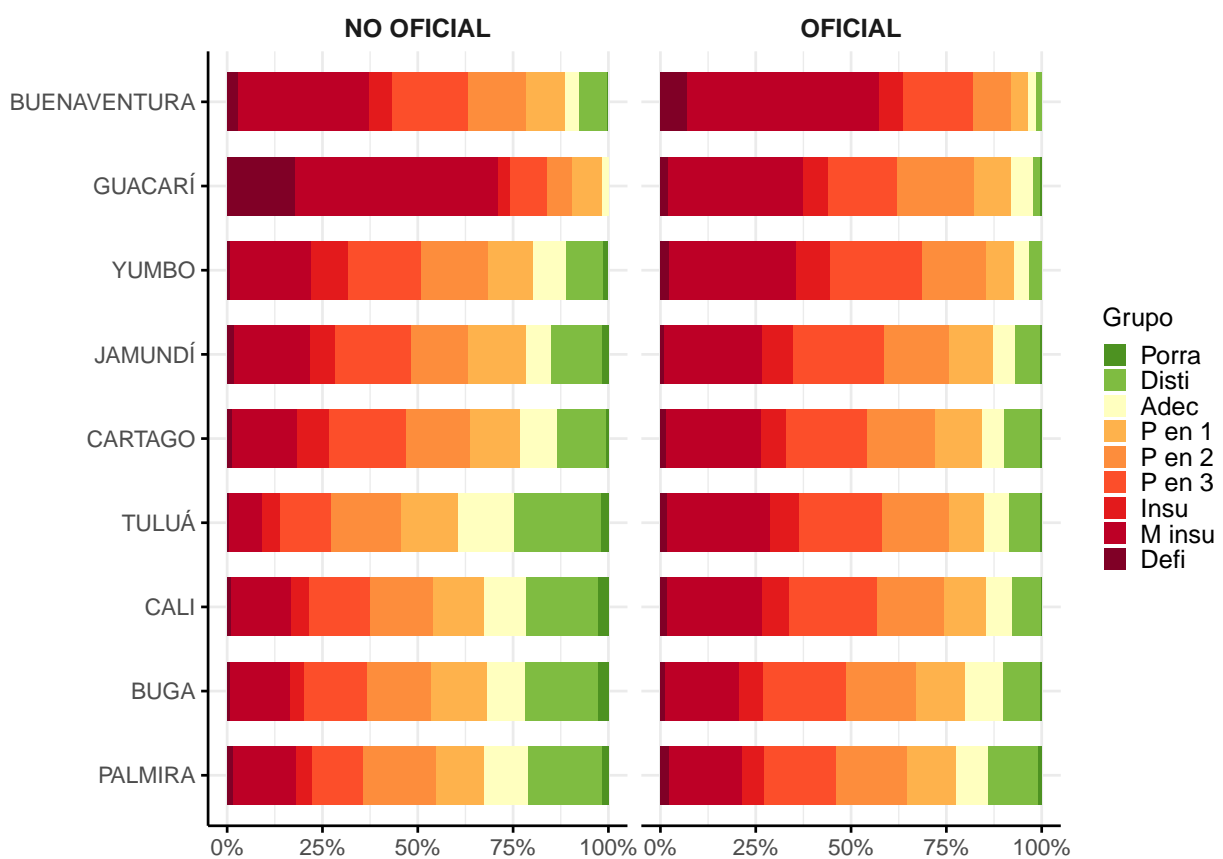 NO OFICIAL
OFICIAL
BUENAVENTURA
GUACARÍ
YUMBO
JAMUNDÍ
CARTAGO
TULUÁ
CALI
BUGA
PALMIRA
0% 25% 50% 75% 100% 0% 25% 50% 75% 100%
Grupo
Porra
Disti
Adec
P en 1
P en 2
P en 3
Insu
M insu
Defi